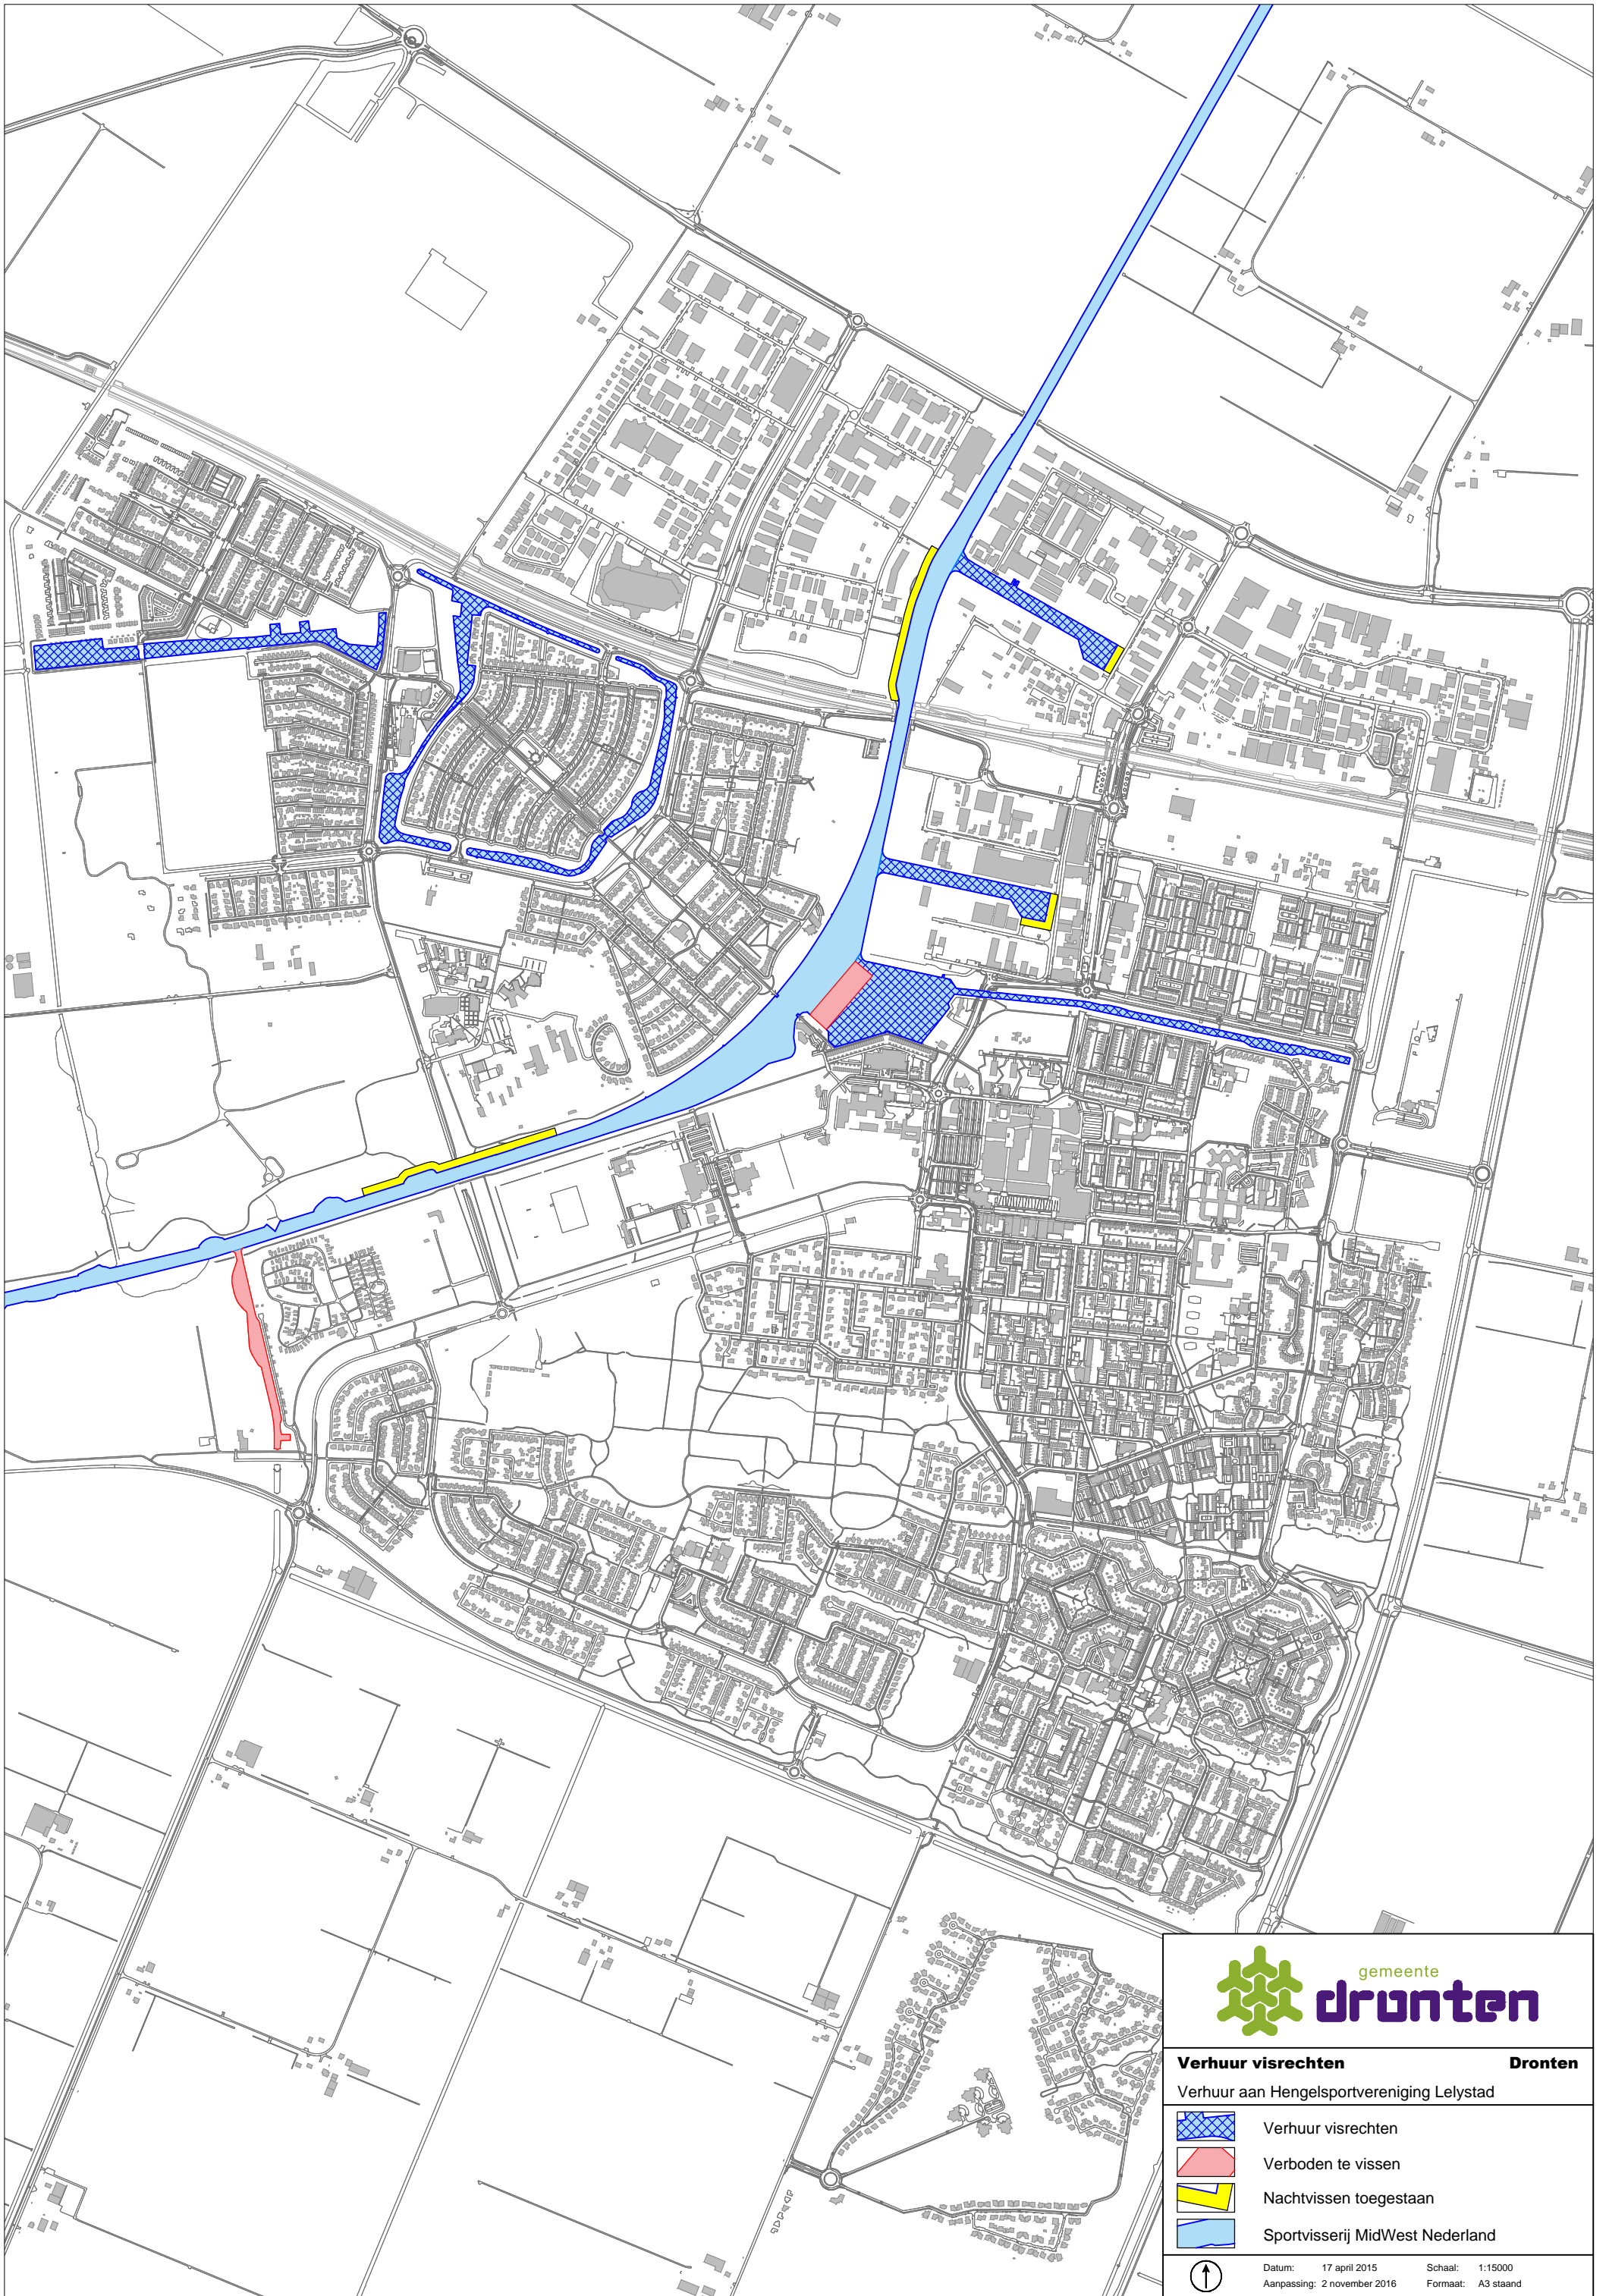 gemeente
dronten
Verhuur visrechten Dronten
Verhuur aan Hengelsportvereniging Lelystad
Verhuur visrechten
Verboden te vissen
Nachtvissen toegestaan
Sportvisserij MidWest Nederland
Datum: 17 april 2015 Schaal: 1:15000
Aanpassing: 2 november 2016 Formaat: A3 staand